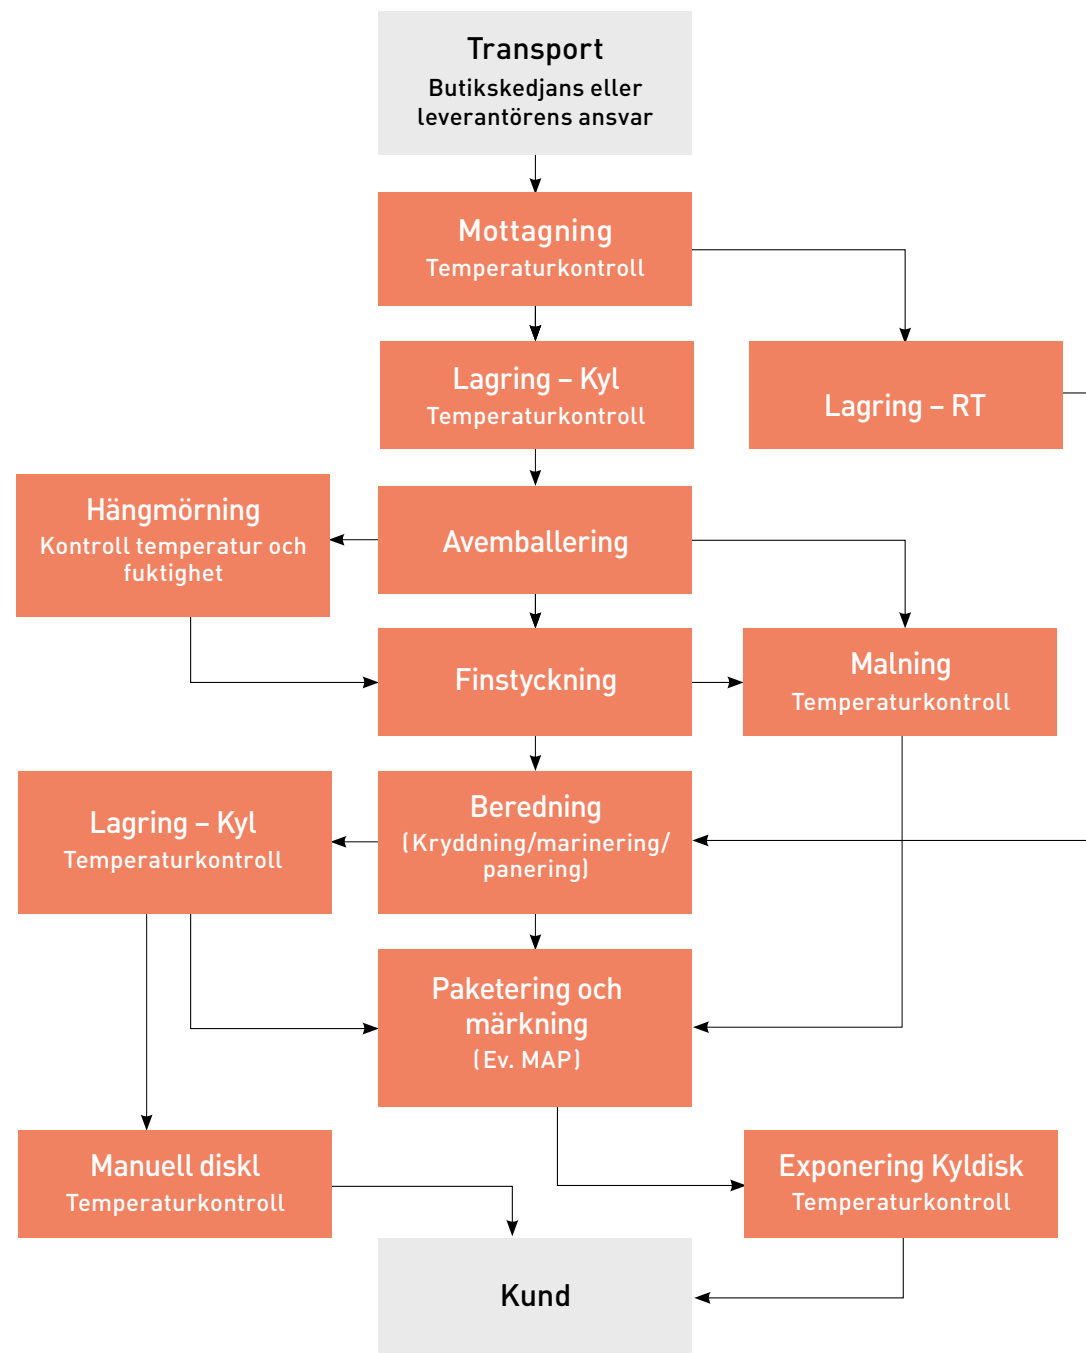 Transport
Butikskedjans eller
leverantörens ansvar
Mottagning
Temperaturkontroll
Lagring – Kyl
Temperaturkontroll
Lagring – RT
Hängmörning
Kontroll temperatur och
fuktighet
Avemballering
Finstyckning
Malning
Temperaturkontroll
Lagring – Kyl
Temperaturkontroll
Beredning
(Kryddning/marinering/
panering)
Paketering och
märkning
(Ev. MAP)
Manuell diskl
Temperaturkontroll
Exponering Kyldisk
Temperaturkontroll
Kund